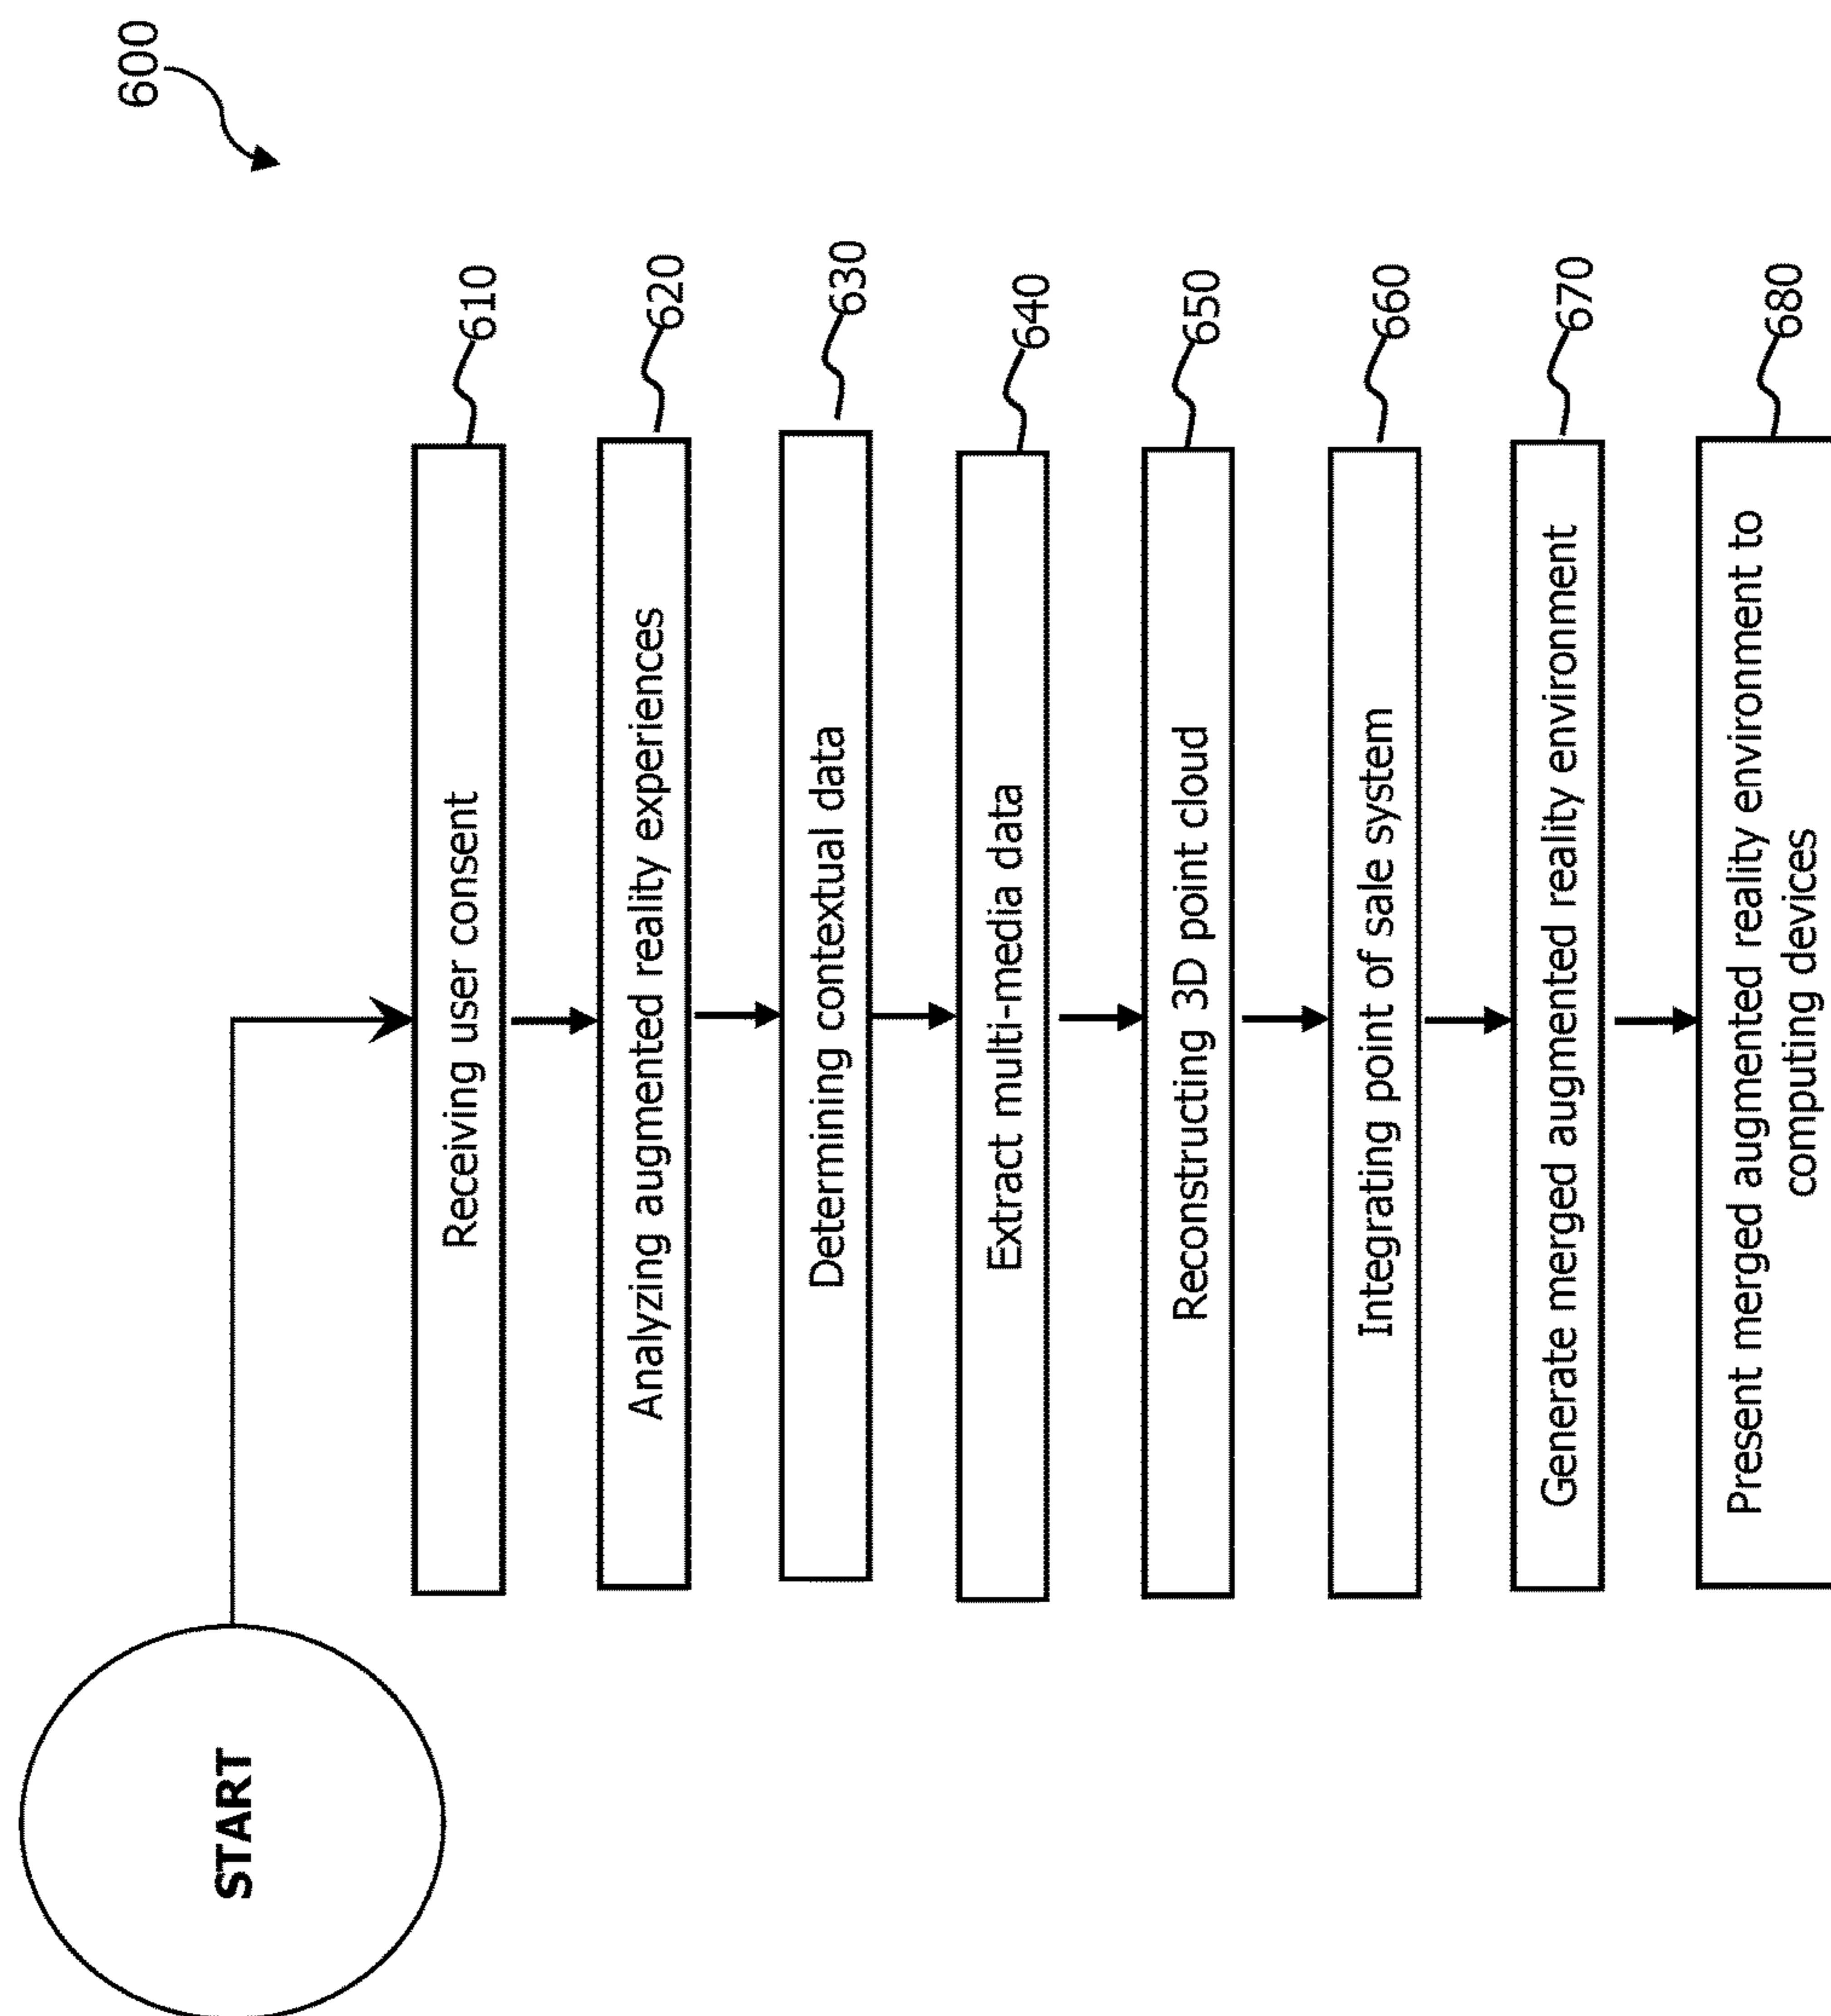 600
START
Receiving user consent
610
Analyzing augmented reality experiences
620
Determining contextual data
630
Extract multi-media data
640
Reconstructing 3D point cloud
650
Integrating point of sale system
660
Generate merged augmented reality environment
670
Present merged augmented reality environment to
computing devices
680